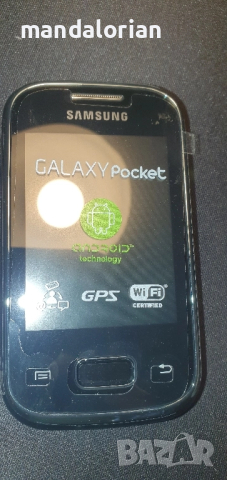 mandalorian
SAMSUNG
GALAXY Pocket
ANDROID
technology
GPS WiFi
CERTIFIED
BAZAR